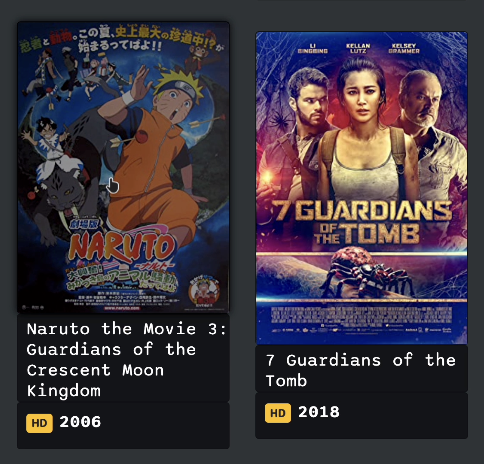 忍者と動物。この夏、史上最大の珍道中!?が
始まるってばよ!!
劇場版
NARUTO
www.naruto.com
Naruto the Movie 3:
Guardians of the
Crescent Moon
Kingdom
HD 2006
LI
BINGBING
KELLAN
LUTZ
KELSEY
GRAMMER
7 GUARDIANS
OF THE TOMB
7 Guardians of the
Tomb
HD 2018